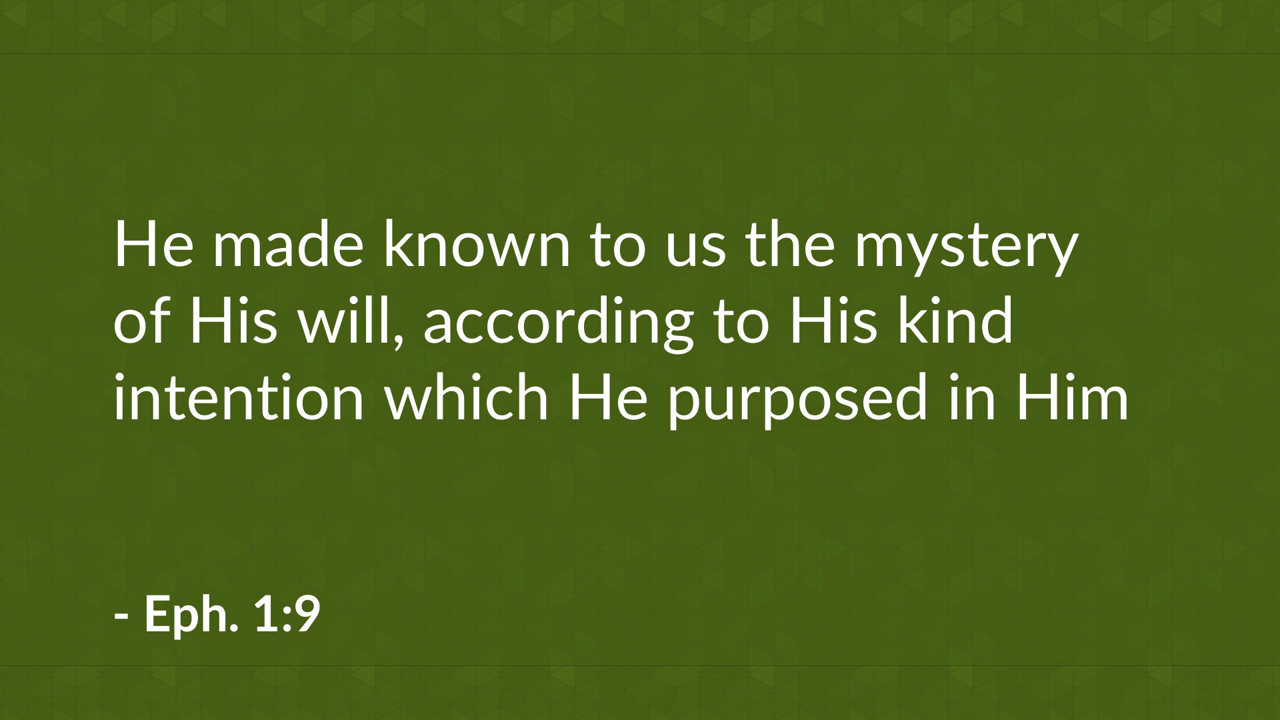 He made known to us the mystery
of His will, according to His kind
intention which He purposed in Him
- Eph. 1:9